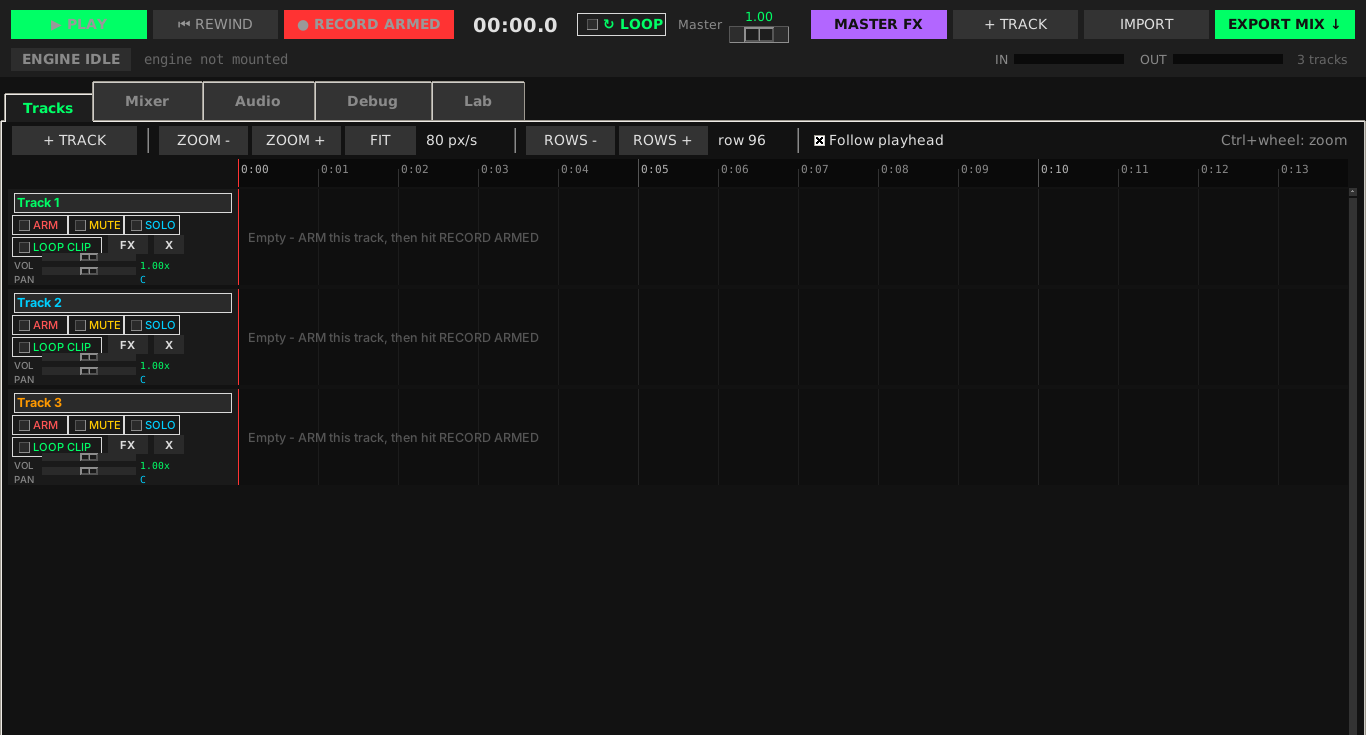 ▶ PLAY ⏮ REWIND ● RECORD ARMED 00:00.0 ↻ LOOP Master 1.00 MASTER FX + TRACK IMPORT EXPORT MIX ↓
ENGINE IDLE engine not mounted IN OUT 3 tracks
Tracks Mixer Audio Debug Lab
+ TRACK ZOOM - ZOOM + FIT 80 px/s ROWS - ROWS + row 96 Follow playhead Ctrl+wheel: zoom
0:00 0:01 0:02 0:03 0:04 0:05 0:06 0:07 0:08 0:09 0:10 0:11 0:12 0:13
Track 1
ARM MUTE SOLO
Empty - ARM this track, then hit RECORD ARMED
LOOP CLIP FX X
VOL 1.00x
PAN C
Track 2
ARM MUTE SOLO
Empty - ARM this track, then hit RECORD ARMED
LOOP CLIP FX X
VOL 1.00x
PAN C
Track 3
ARM MUTE SOLO
Empty - ARM this track, then hit RECORD ARMED
LOOP CLIP FX X
VOL 1.00x
PAN C